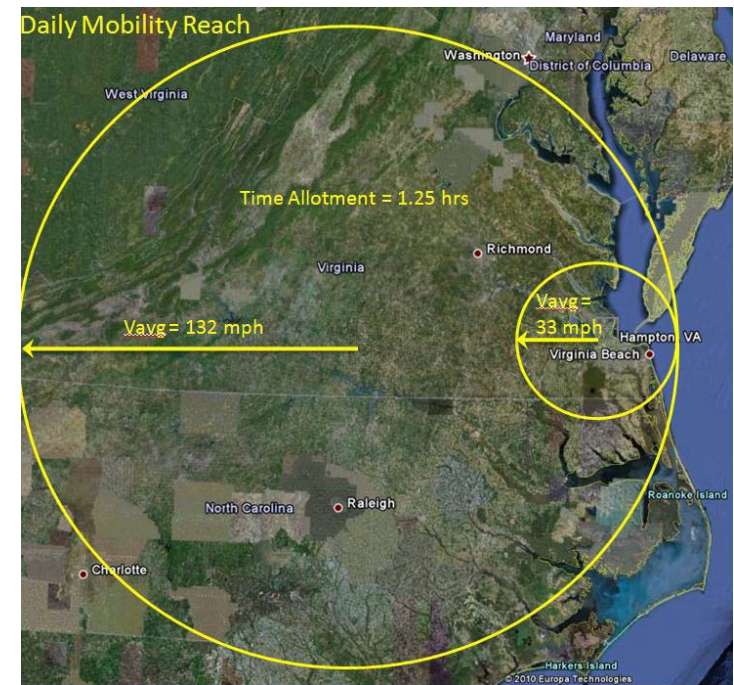 Daily Mobility Reach
Maryland
Washington
District of Columbia
Delaware
West Virginia
Time Allotment = 1.25 hrs
Richmond
Virginia
Vavg =
33 mph
Vavg = 132 mph
Hampton, VA
Virginia Beach
Roanoke Island
North Carolina
Raleigh
Charlotte
Harkers Island
© 2010 Europa Technologies